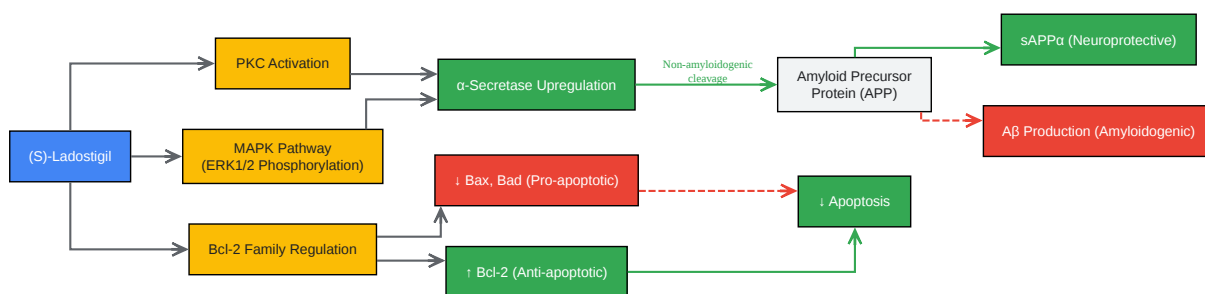 sAPPα (Neuroprotective)
PKC Activation
Non-amyloidogenic
cleavage
α-Secretase Upregulation
Amyloid Precursor
Protein (APP)
Aβ Production (Amyloidogenic)
(S)-Ladostigil
MAPK Pathway
(ERK1/2 Phosphorylation)
↓ Bax, Bad (Pro-apoptotic)
↓ Apoptosis
Bcl-2 Family Regulation
↑ Bcl-2 (Anti-apoptotic)